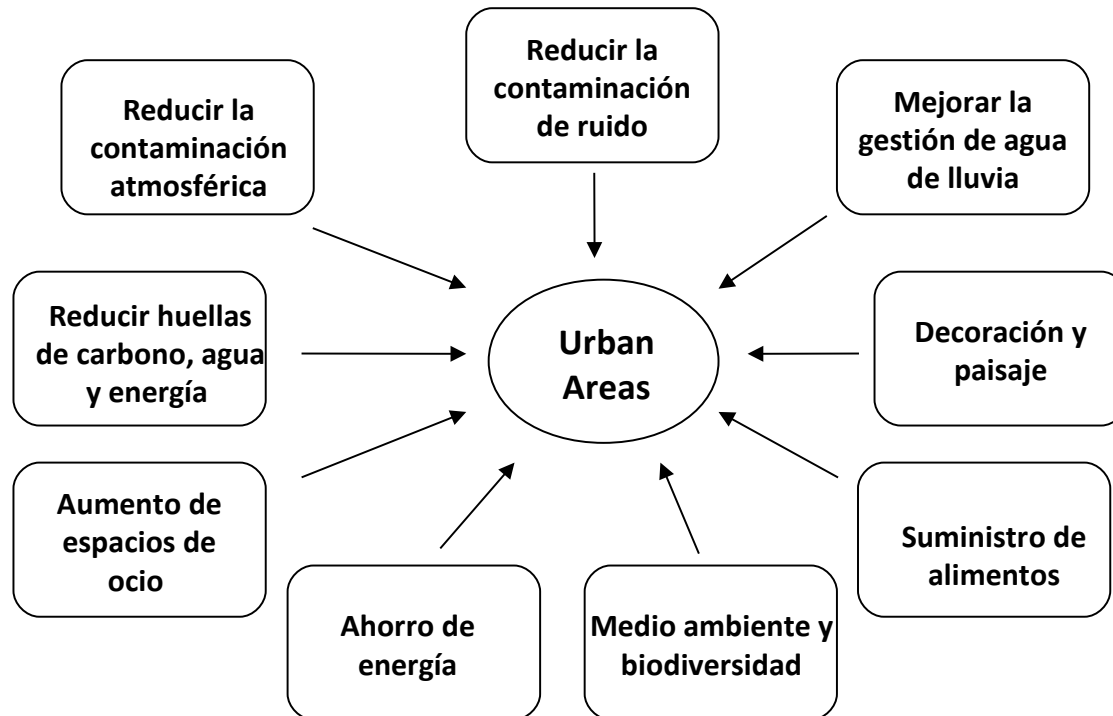 Reducir la
contaminación
de ruido
Reducir la
contaminación
atmosférica
Mejorar la
gestión de agua
de lluvia
Reducir huellas
de carbono, agua
y energía
Urban
Areas
Decoración y
paisaje
Aumento de
espacios de
ocio
Suministro de
alimentos
Ahorro de
energía
Medio ambiente y
biodiversidad